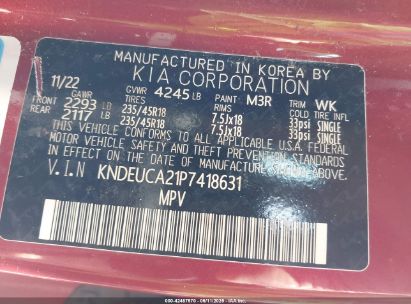 MANUFACTURED IN KOREA BY
KIA CORPORATION
11/22 GVWR 4245 LB PAINT M3R TRIM WK
GAWR TIRES RIMS
FRONT 2293 LB 235/45R18 7.5Jx18 33psi SINGLE
REAR 2117 LB 235/45R18 7.5Jx18 33psi SINGLE
THIS VEHICLE CONFORMS TO ALL APPLICABLE U.S.A. FEDERAL
MOTOR VEHICLE SAFETY AND THEFT PREVENTION STANDARDS
IN EFFECT ON THE DATE OF MANUFACTURE SHOWN ABOVE.
V.I.N KNDEUCA21P7418631
MPV